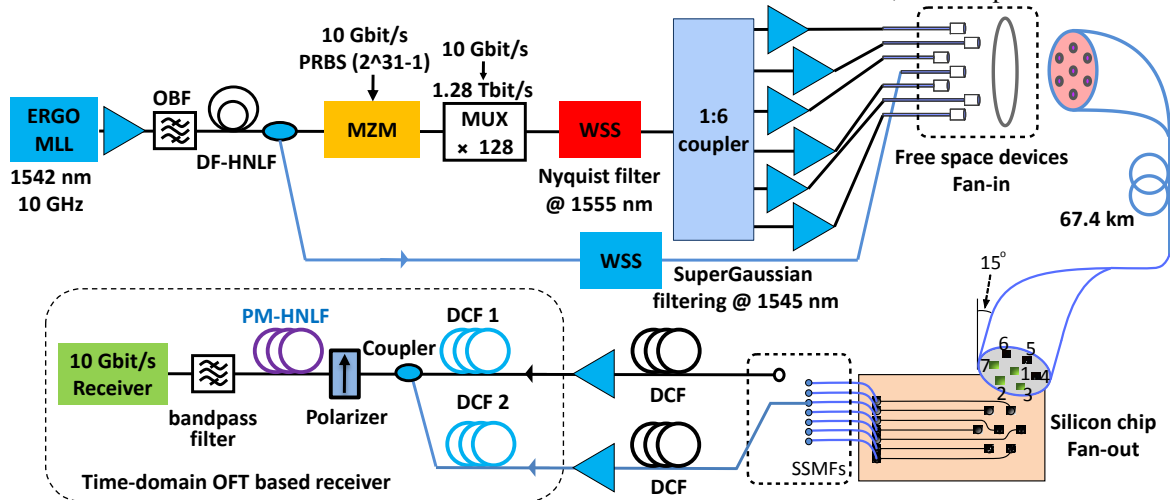 10 Gbit/s
PRBS (2^31-1)
10 Gbit/s
1.28 Tbit/s
ERGO
MLL
1542 nm
10 GHz
OBF
DF-HNLF
MZM
MUX
× 128
WSS
Nyquist filter
@ 1555 nm
1:6
coupler
Free space devices
Fan-in
67.4 km
WSS
SuperGaussian
filtering @ 1545 nm
15°
PM-HNLF
DCF 1
Coupler
10 Gbit/s
Receiver
bandpass
filter
Polarizer
DCF 2
DCF
DCF
Time-domain OFT based receiver
SSMFs
6
5
7
1
4
2
3
Silicon chip
Fan-out